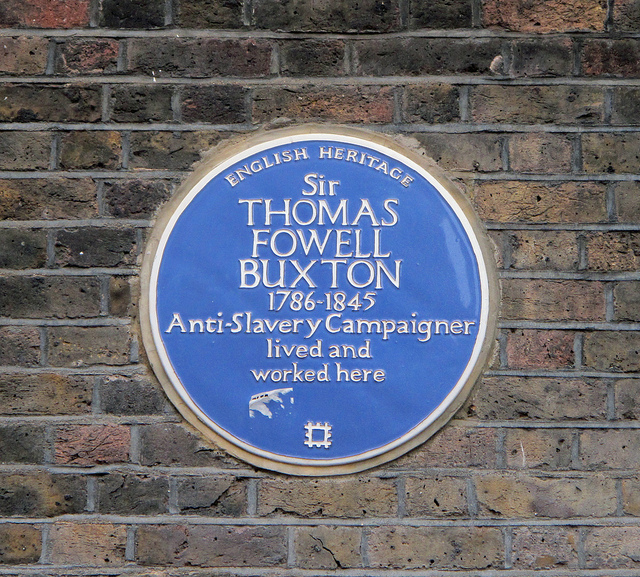 ENGLISH HERITAGE
Sir
THOMAS
FOWELL
BUXTON
1786-1845
Anti-Slavery Campaigner
lived and
worked here